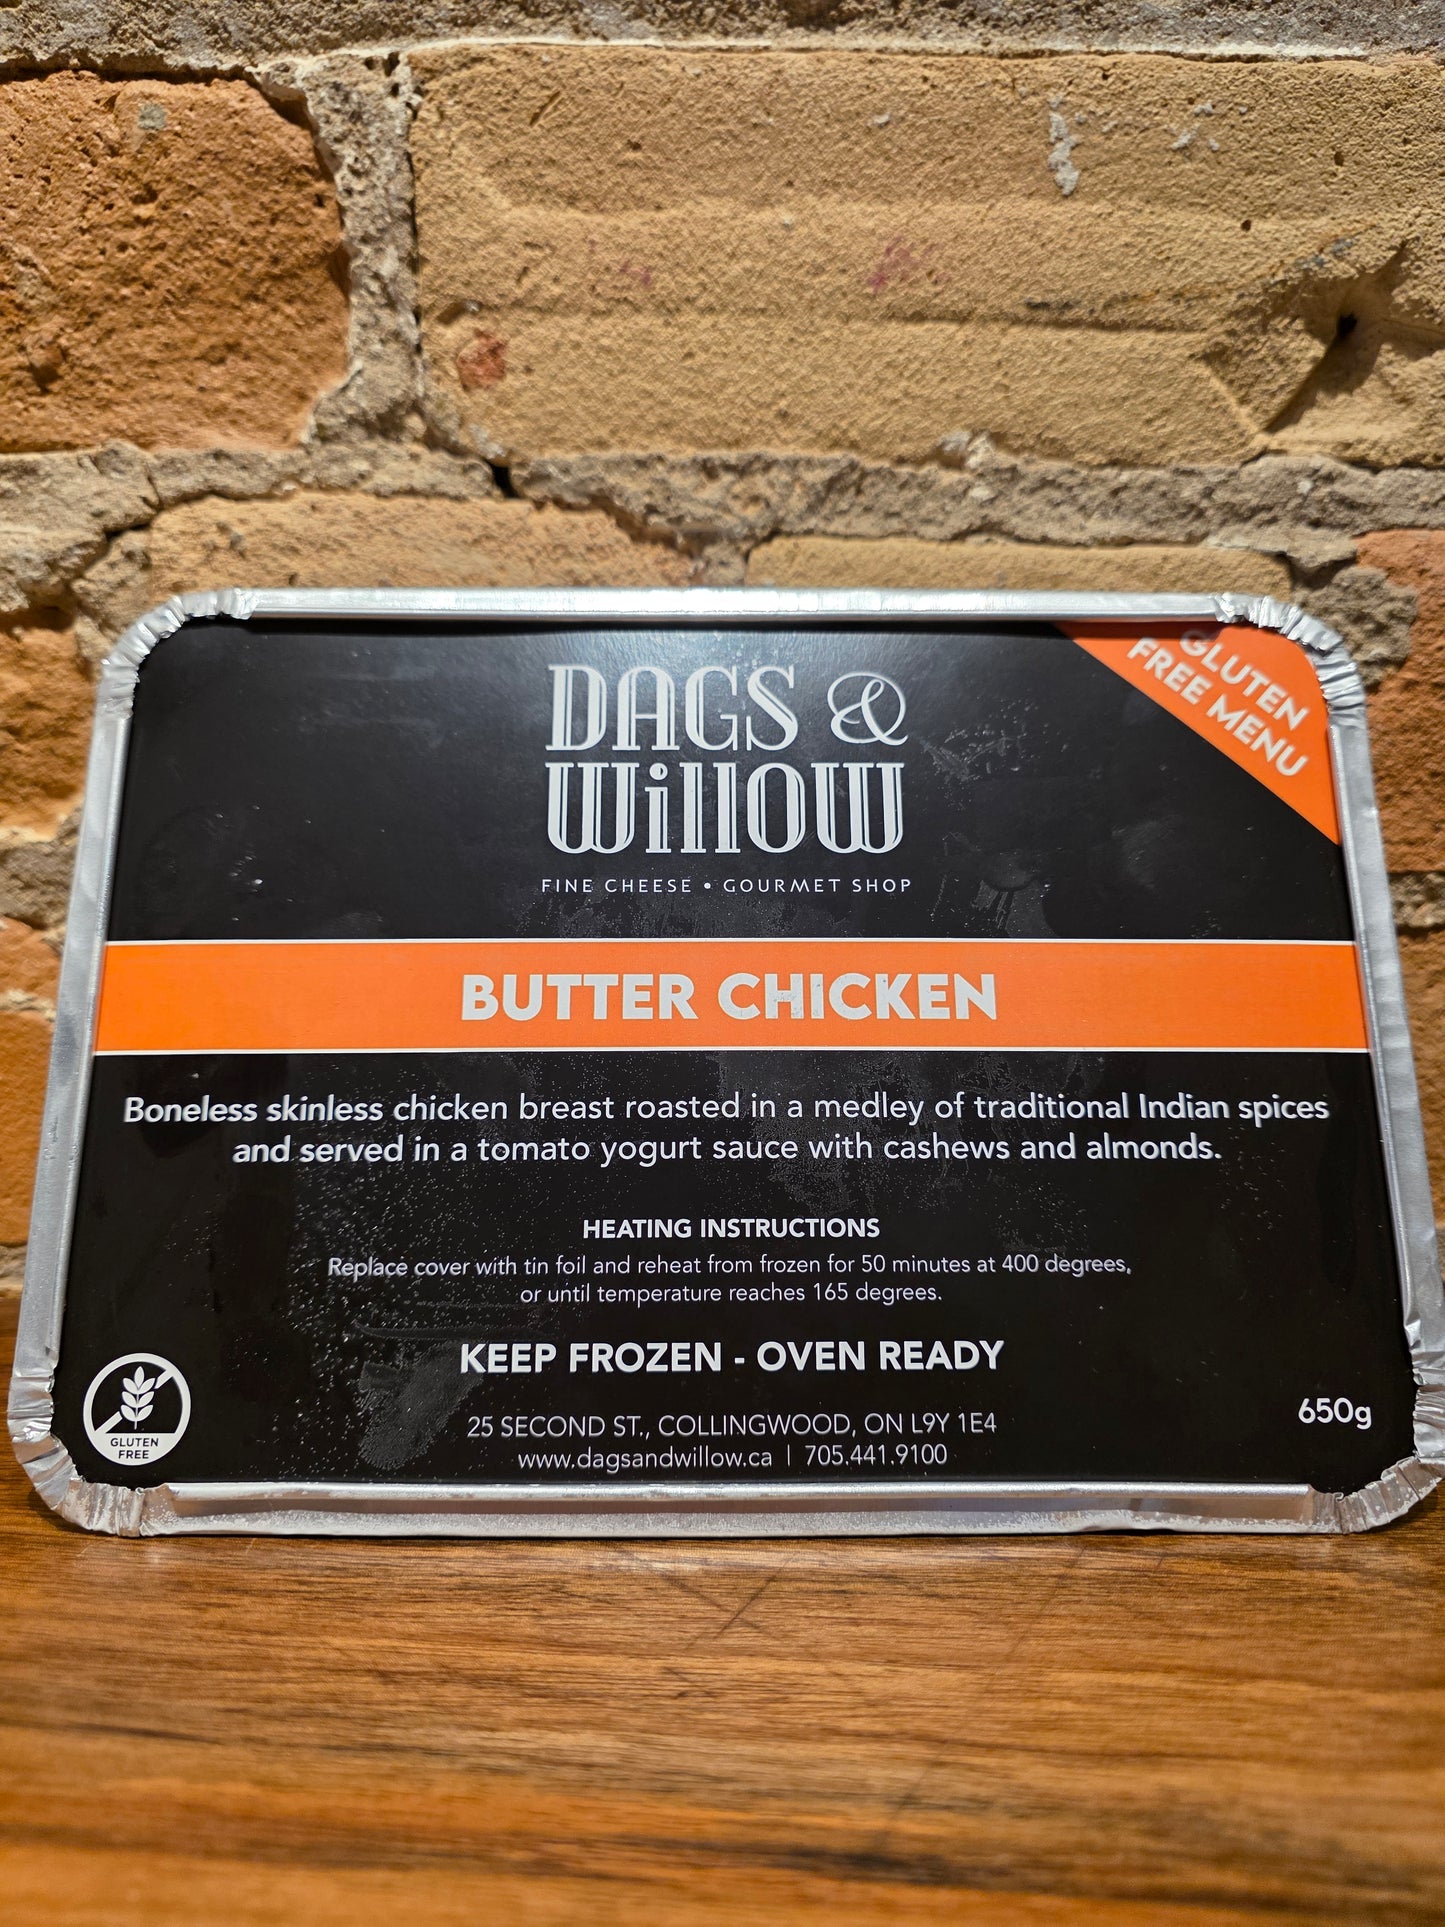 GLUTEN
FREE MENU
DAGS &
Willow
FINE CHEESE • GOURMET SHOP
BUTTER CHICKEN
Boneless skinless chicken breast roasted in a medley of traditional Indian spices
and served in a tomato yogurt sauce with cashews and almonds.
HEATING INSTRUCTIONS
Replace cover with tin foil and reheat from frozen for 50 minutes at 400 degrees,
or until temperature reaches 165 degrees.
KEEP FROZEN - OVEN READY
25 SECOND ST., COLLINGWOOD, ON L9Y 1E4
www.dagsandwillow.ca | 705.441.9100
650g
GLUTEN
FREE